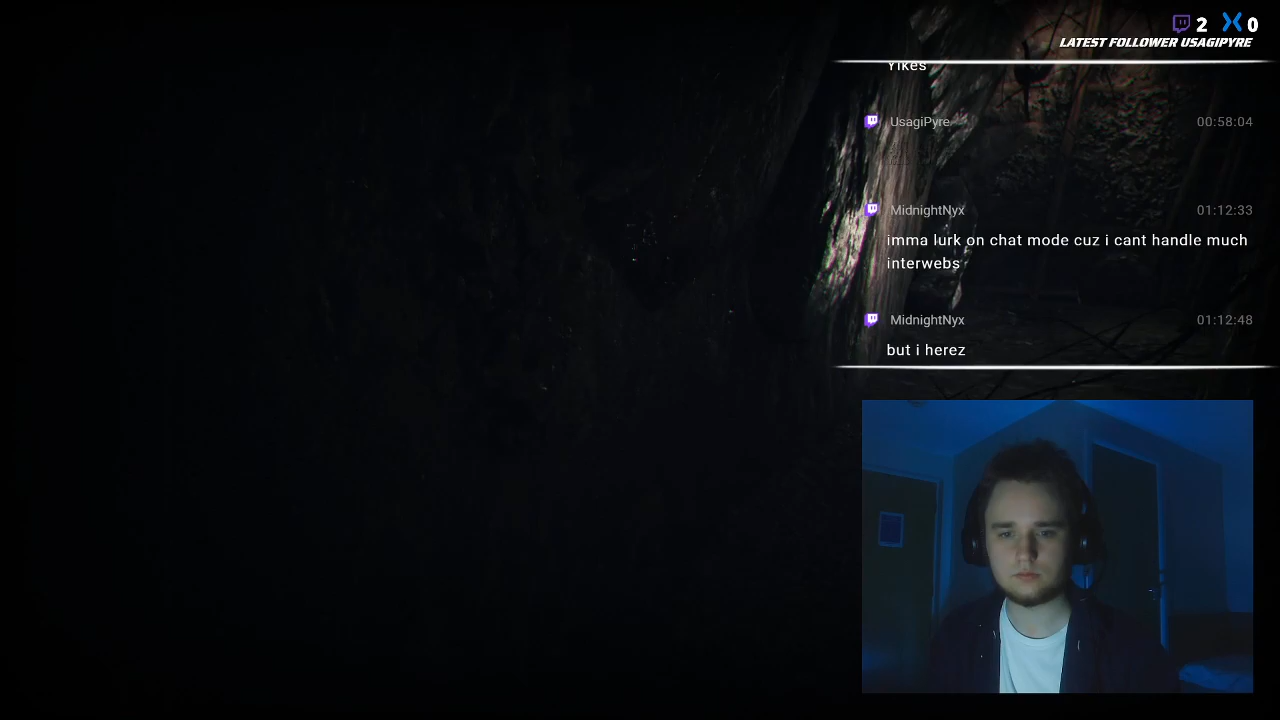 2 0
LATEST FOLLOWER USAGIPYRE
Yikes
UsagiPyre 00:58:04
MidnightNyx 01:12:33
imma lurk on chat mode cuz i cant handle much
interwebs
MidnightNyx 01:12:48
but i herez